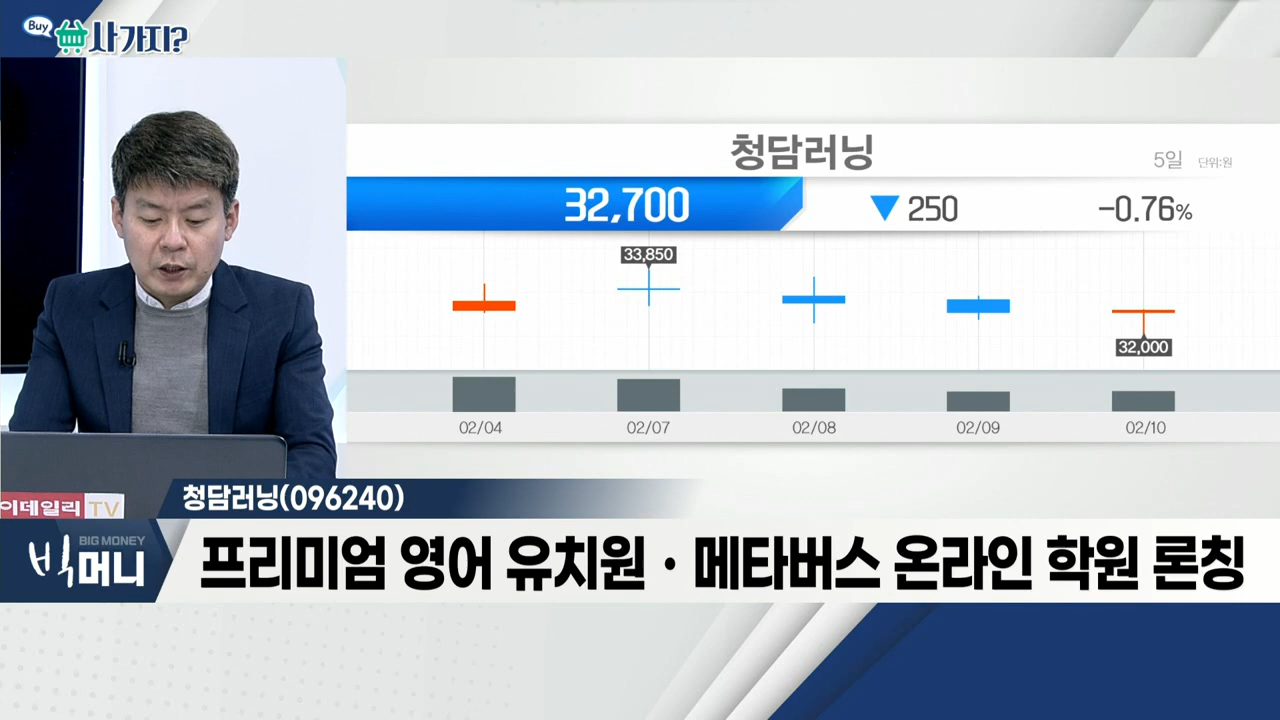 Buy
사가지?
청담러닝
5일 단위:원
32,700 ▼ 250 -0.76%
33,850
32,000
02/04 02/07 02/08 02/09 02/10
이데일리 TV
청담러닝(096240)
BIG MONEY
빅머니
프리미엄 영어 유치원 · 메타버스 온라인 학원 론칭